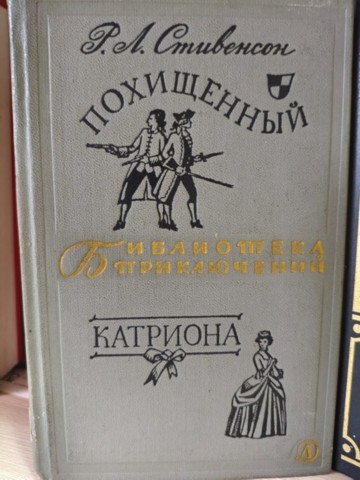 Р. Л. Стивенсон
ПОХИЩЕННЫЙ
БИБЛИОТЕКА
ПРИКЛЮЧЕНИЙ
КАТРИОНА